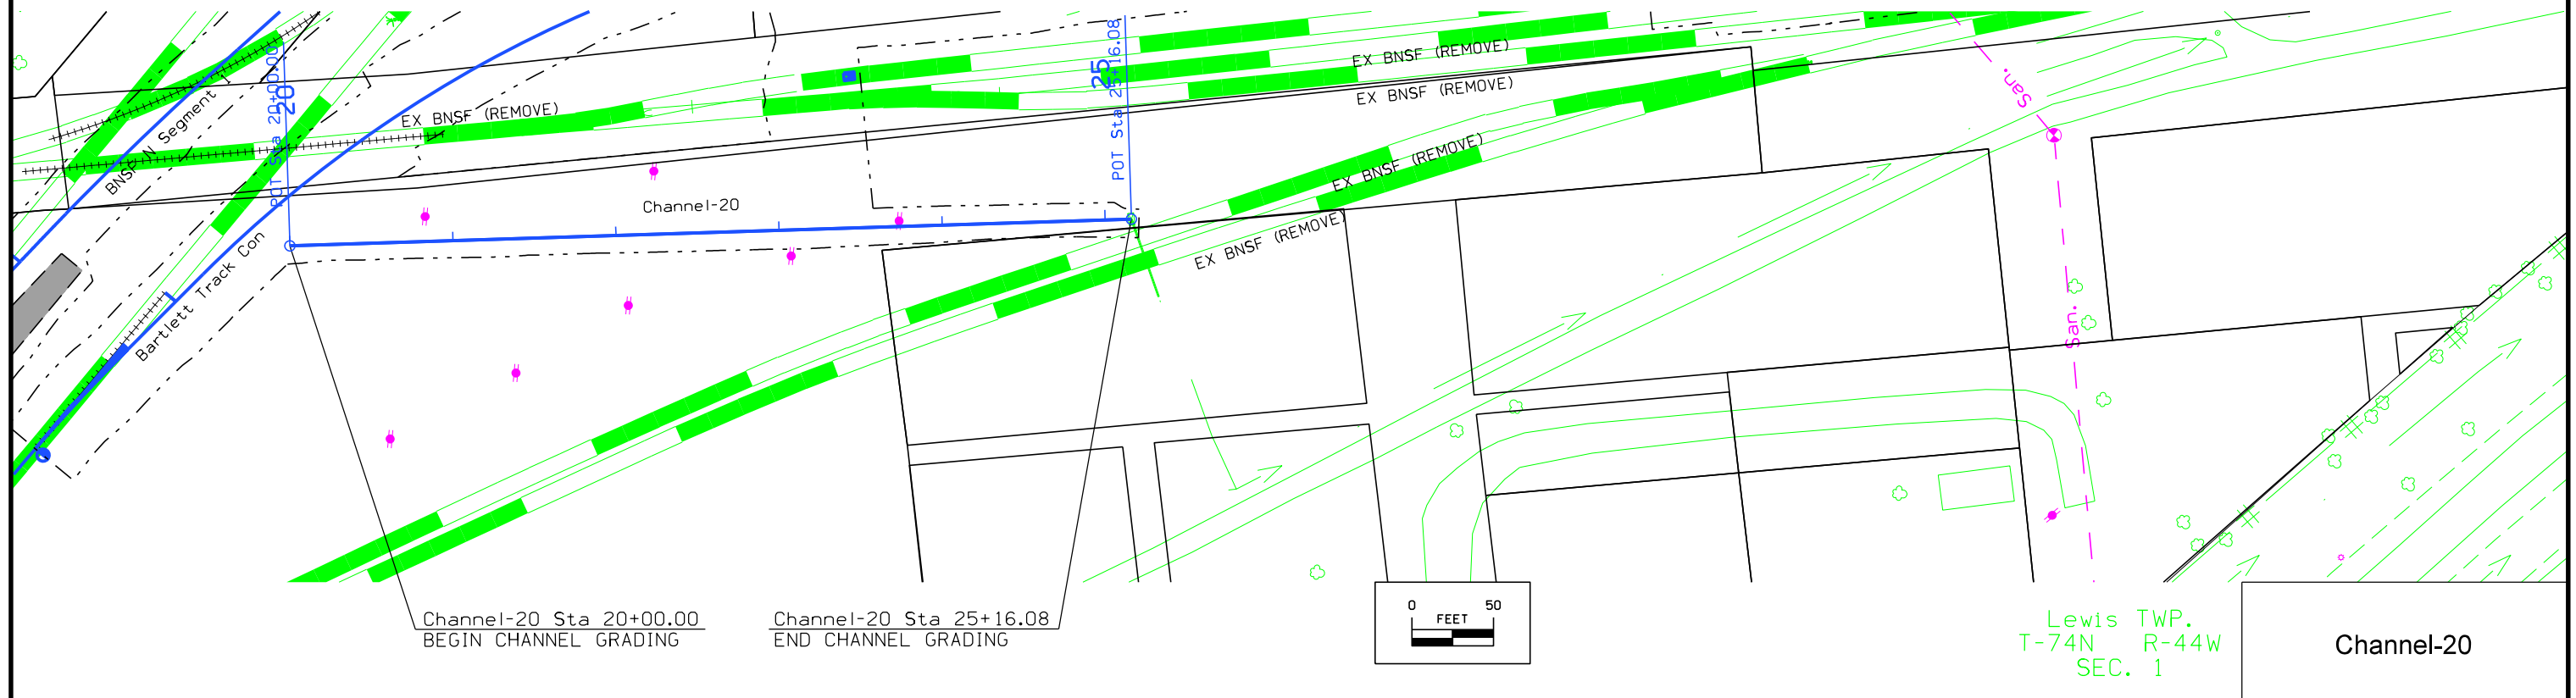 POT Sta 20+00.00
20
BNSF N Segment
EX BNSF (REMOVE)
25
POT Sta 25+16.08
EX BNSF (REMOVE)
EX BNSF (REMOVE)
EX BNSF (REMOVE)
EX BNSF (REMOVE)
San.
San.
Channel-20
Bartlett Track Con
Channel-20 Sta 20+00.00
BEGIN CHANNEL GRADING
Channel-20 Sta 25+16.08
END CHANNEL GRADING
0 50
FEET
Lewis TWP.
T-74N R-44W
SEC. 1
Channel-20